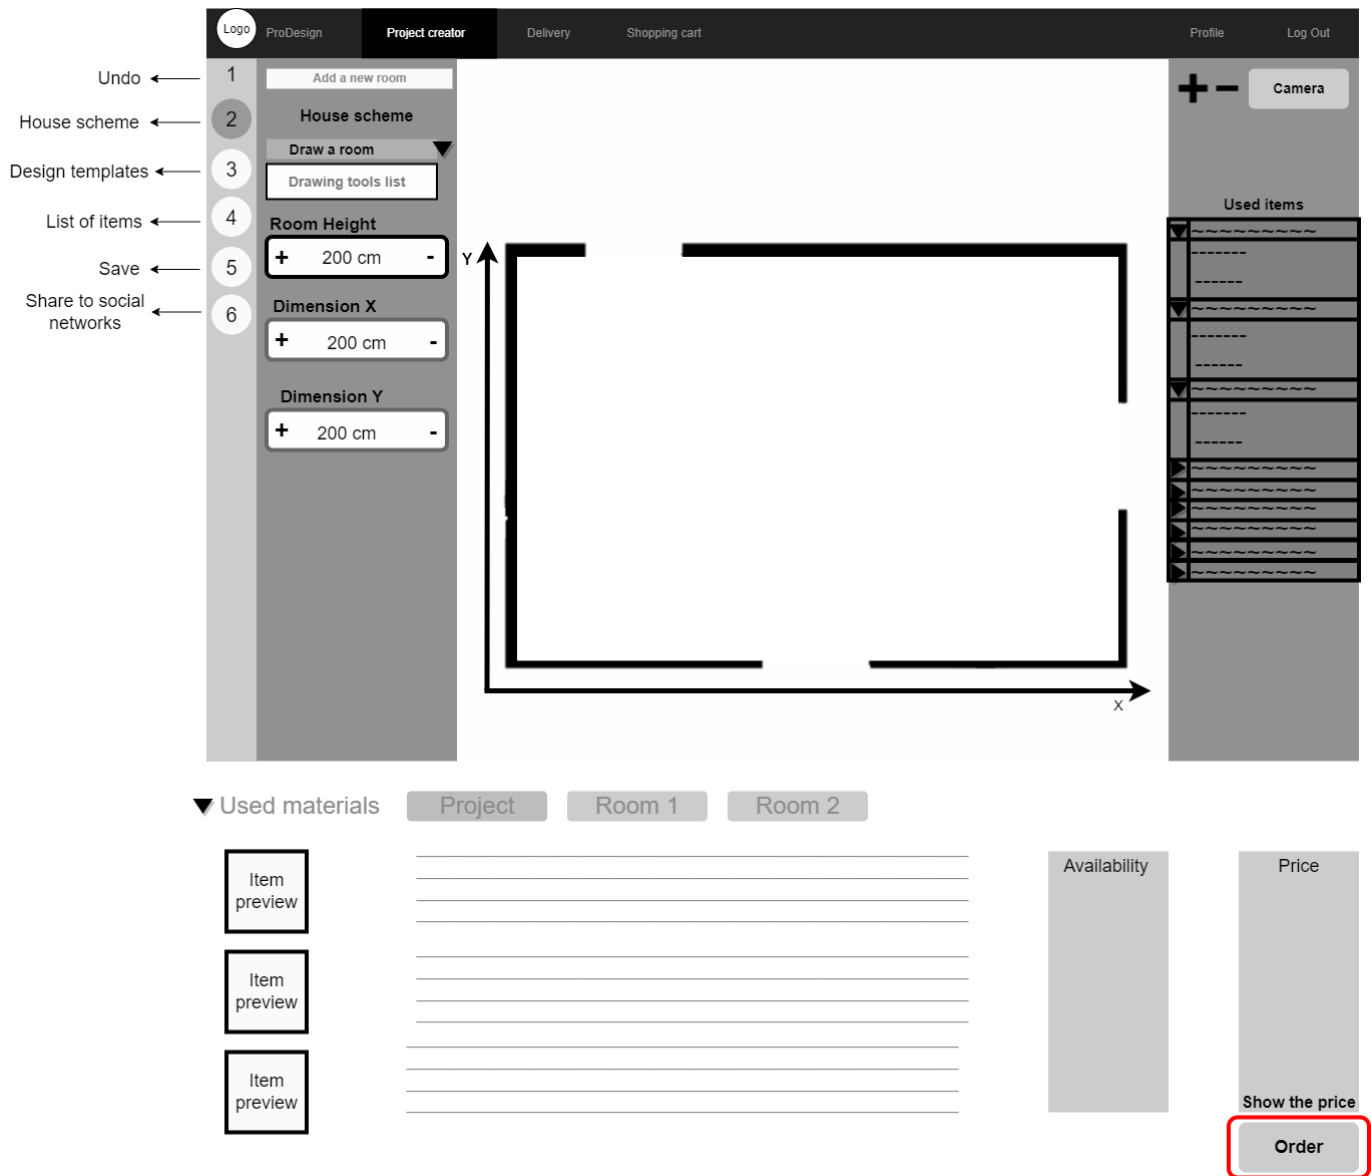 Logo
ProDesign
Project creator
Delivery
Shopping cart
Profile
Log Out
Undo
House scheme
Design templates
List of items
Save
Share to social
networks
1
2
3
4
5
6
Add a new room
House scheme
Draw a room
Drawing tools list
Room Height
+ 200 cm -
Dimension X
+ 200 cm -
Dimension Y
+ 200 cm -
Y
X
+ - Camera
Used items
~~~~~~~~~
-------
------
~~~~~~~~~
-------
------
~~~~~~~~~
-------
------
~~~~~~~~~
~~~~~~~~~
~~~~~~~~~
~~~~~~~~~
~~~~~~~~~
~~~~~~~~~
Used materials
Project
Room 1
Room 2
Item
preview
Item
preview
Item
preview
Availability
Price
Show the price
Order